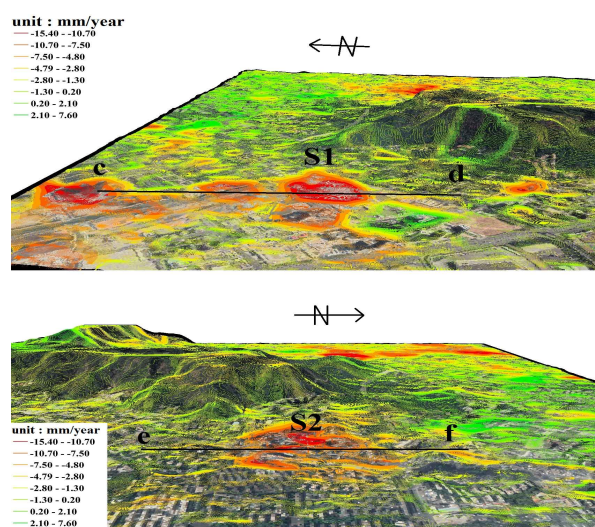 unit : mm/year
-15.40 - -10.70
-10.70 - -7.50
-7.50 - -4.80
-4.79 - -2.80
-2.80 - -1.30
-1.30 - 0.20
0.20 - 2.10
2.10 - 7.60
N
c
S1
d
N
e
S2
f
unit : mm/year
-15.40 - -10.70
-10.70 - -7.50
-7.50 - -4.80
-4.79 - -2.80
-2.80 - -1.30
-1.30 - 0.20
0.20 - 2.10
2.10 - 7.60